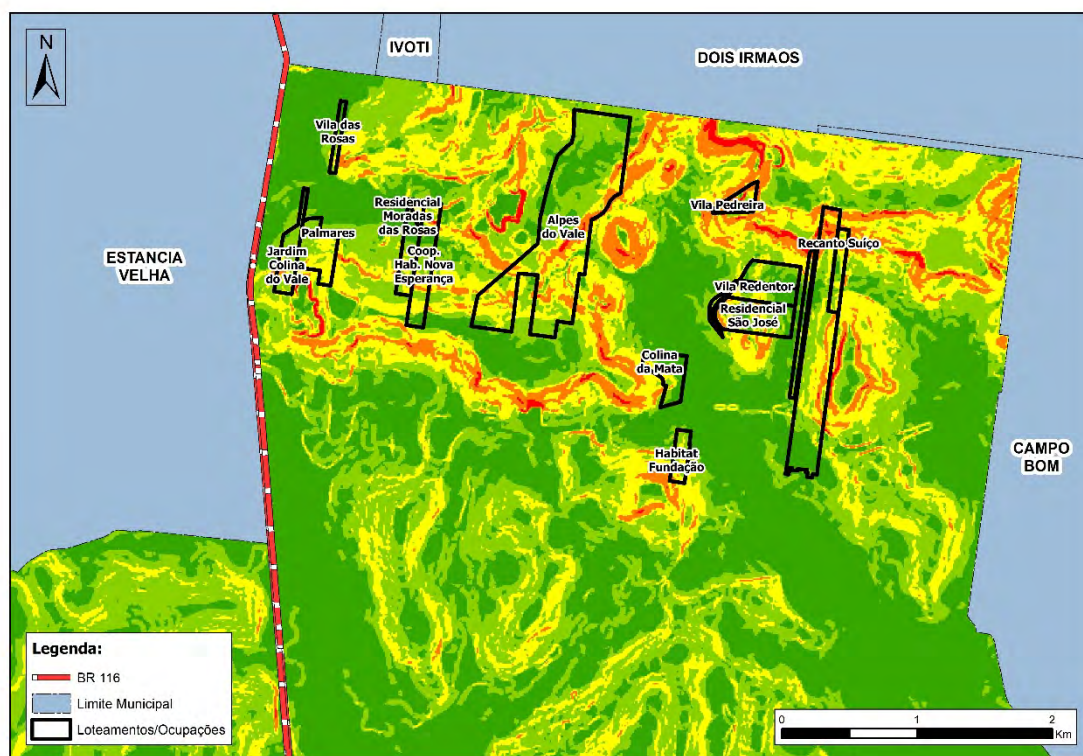 N
IVOTI
DOIS IRMAOS
Vila das
Rosas
Vila Pedreira
Residencial
Moradas
das Rosas
Alpes
do Vale
Palmares
Recanto Suíço
Jardim
Colina
do Vale
Coop.
Hab. Nova
Esperança
ESTANCIA
VELHA
Vila Redentor
Residencial
São José
Colina
da Mata
Habitat
Fundação
CAMPO
BOM
Legenda:
BR 116
Limite Municipal
Loteamentos/Ocupações
0 1 2
Km